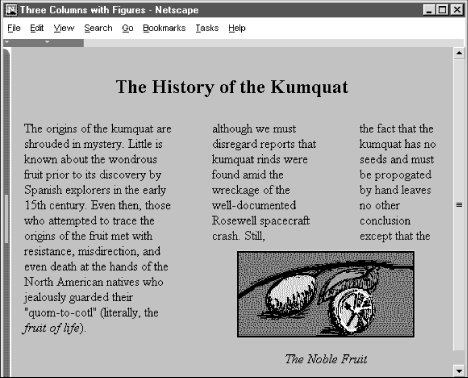 Three Columns with Figures - Netscape
File Edit View Search Go Bookmarks Tasks Help
The History of the Kumquat
The origins of the kumquat are
shrouded in mystery. Little is
known about the wondrous
fruit prior to its discovery by
Spanish explorers in the early
15th century. Even then, those
who attempted to trace the
origins of the fruit met with
resistance, misdirection, and
even death at the hands of the
North American natives who
jealously guarded their
"quom-to-cotl" (literally, the
fruit of life).
although we must
disregard reports that
kumquat rinds were
found amid the
wreckage of the
well-documented
Rosewell spacecraft
crash. Still,
the fact that the
kumquat has no
seeds and must
be propogated
by hand leaves
no other
conclusion
except that the
The Noble Fruit